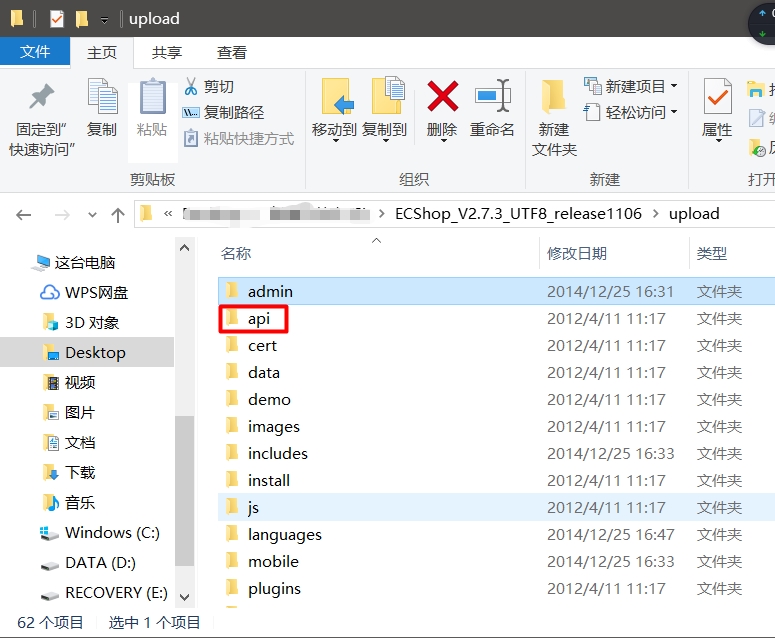 upload
文件 主页 共享 查看
固定到"快速访问"
复制
粘贴
剪切
复制路径
粘贴快捷方式
移动到 复制到 删除 重命名
新建
文件夹
新建项目
轻松访问
属性
剪贴板 组织 新建 打开
« ECShop_V2.7.3_UTF8_release1106 > upload
这台电脑
WPS网盘
3D 对象
Desktop
视频
图片
文档
下载
音乐
Windows (C:)
DATA (D:)
RECOVERY (E:)
名称 修改日期 类型
admin 2014/12/25 16:31 文件夹
api 2012/4/11 11:17 文件夹
cert 2012/4/11 11:17 文件夹
data 2012/4/11 11:17 文件夹
demo 2012/4/11 11:17 文件夹
images 2012/4/11 11:17 文件夹
includes 2014/12/25 16:33 文件夹
install 2012/4/11 11:17 文件夹
js 2012/4/11 11:17 文件夹
languages 2014/12/25 16:47 文件夹
mobile 2014/12/25 16:33 文件夹
plugins 2012/4/11 11:17 文件夹
62 个项目 选中 1 个项目